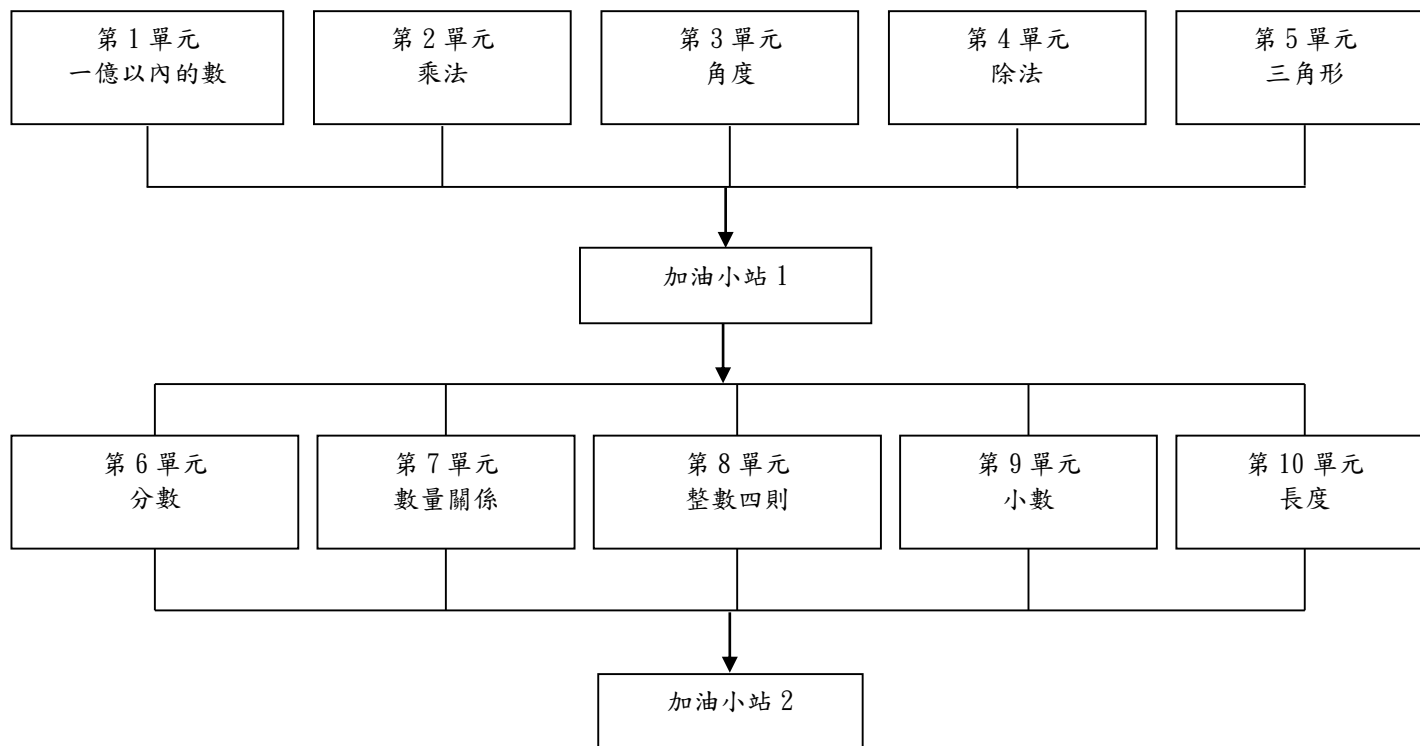 第 1 單元
一億以內的數
第 2 單元
乘法
第 3 單元
角度
第 4 單元
除法
第 5 單元
三角形
加油小站 1
第 6 單元
分數
第 7 單元
數量關係
第 8 單元
整數四則
第 9 單元
小數
第 10 單元
長度
加油小站 2